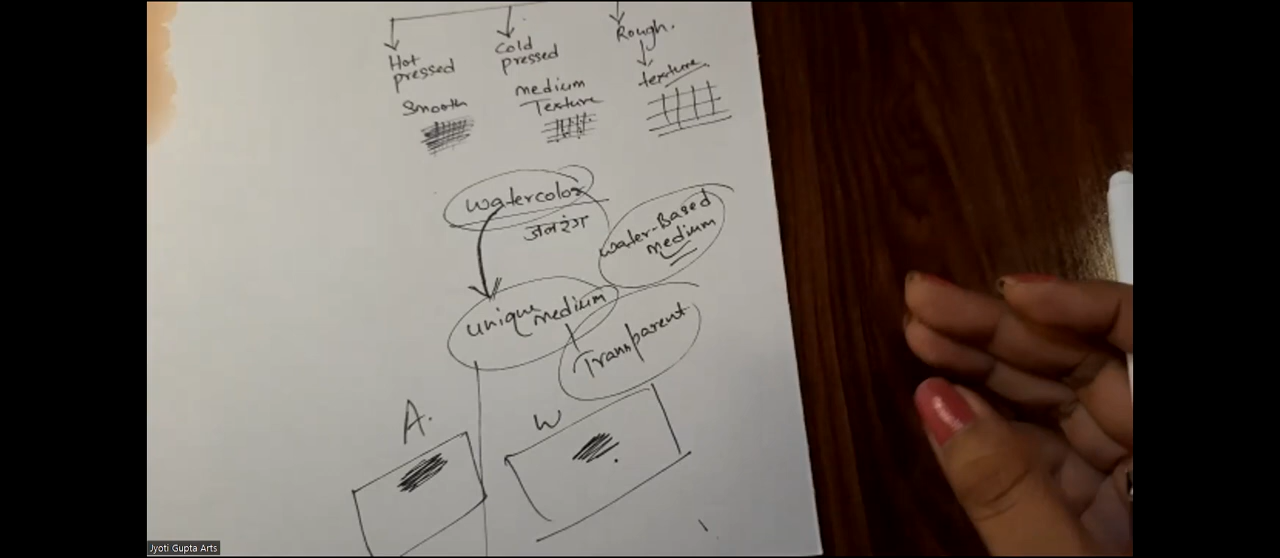 Hot
pressed
Smooth
Cold
pressed
medium
Texture
Rough.
texture
watercolor
जलरंग
water-Based
medium
unique medium
Transparent
A.
W
Jyoti Gupta Arts